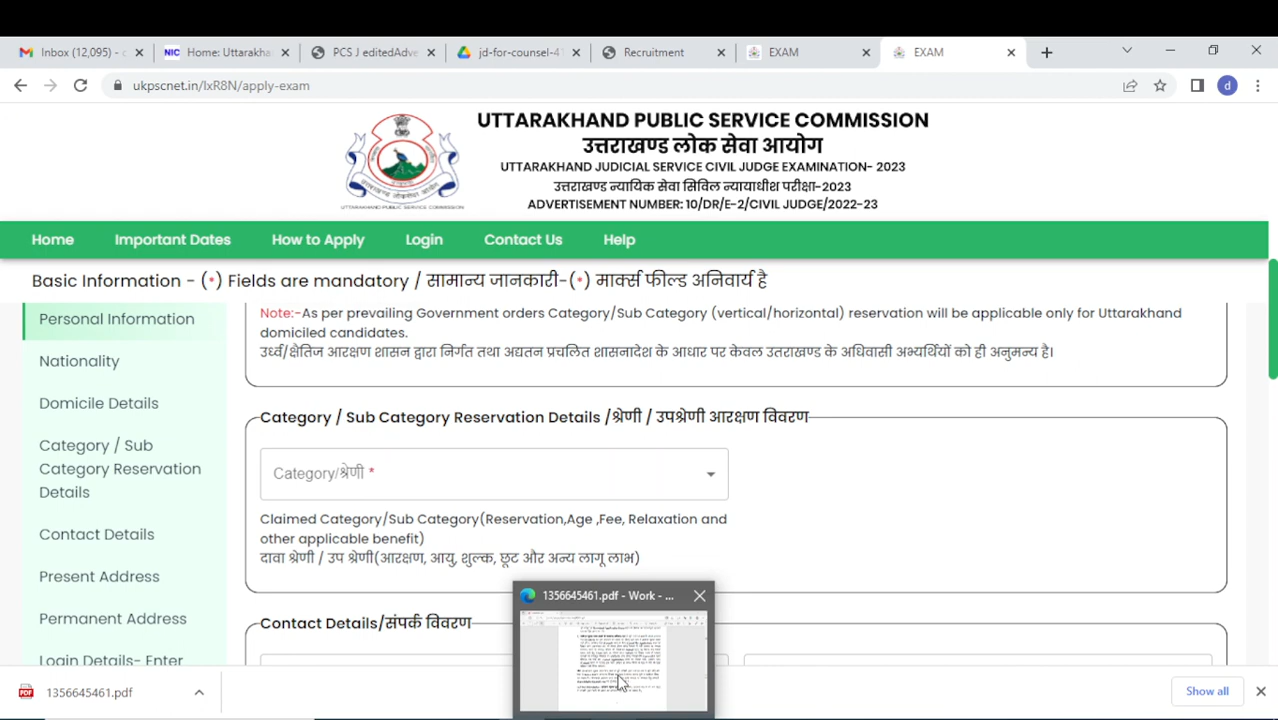 Inbox (12,095) - c
NIC Home: Uttarakha
PCS J editedAdve
jd-for-counsel-41
Recruitment
EXAM
EXAM
ukpscnet.in/IxR8N/apply-exam
d
UTTARAKHAND PUBLIC SERVICE COMMISSION
उत्तराखण्ड लोक सेवा आयोग
UTTARAKHAND JUDICIAL SERVICE CIVIL JUDGE EXAMINATION- 2023
उत्तराखण्ड न्यायिक सेवा सिविल न्यायाधीश परीक्षा-2023
ADVERTISEMENT NUMBER: 10/DR/E-2/CIVIL JUDGE/2022-23
UTTARAKHAND PUBLIC SERVICE COMMISSION
Home Important Dates How to Apply Login Contact Us Help
Basic Information - (*) Fields are mandatory / सामान्य जानकारी-(*) मार्क्स फील्ड अनिवार्य है
Personal Information
Nationality
Domicile Details
Category / Sub
Category Reservation
Details
Contact Details
Present Address
Permanent Address
Login Details- Enter
Note:-As per prevailing Government orders Category/Sub Category (vertical/horizontal) reservation will be applicable only for Uttarakhand
domiciled candidates.
उर्ध्व/क्षैतिज आरक्षण शासन द्वारा निर्गत तथा अद्यतन प्रचलित शासनादेश के आधार पर केवल उतराखण्ड के अधिवासी अभ्यर्थियों को ही अनुमन्य है।
Category / Sub Category Reservation Details /श्रेणी / उपश्रेणी आरक्षण विवरण
Category/श्रेणी *
Claimed Category/Sub Category(Reservation,Age ,Fee, Relaxation and
other applicable benefit)
दावा श्रेणी / उप श्रेणी(आरक्षण, आयु, शुल्क, छूट और अन्य लागू लाभ)
Contact Details/संपर्क विवरण
1356645461.pdf - Work - ...
1356645461.pdf
Show all